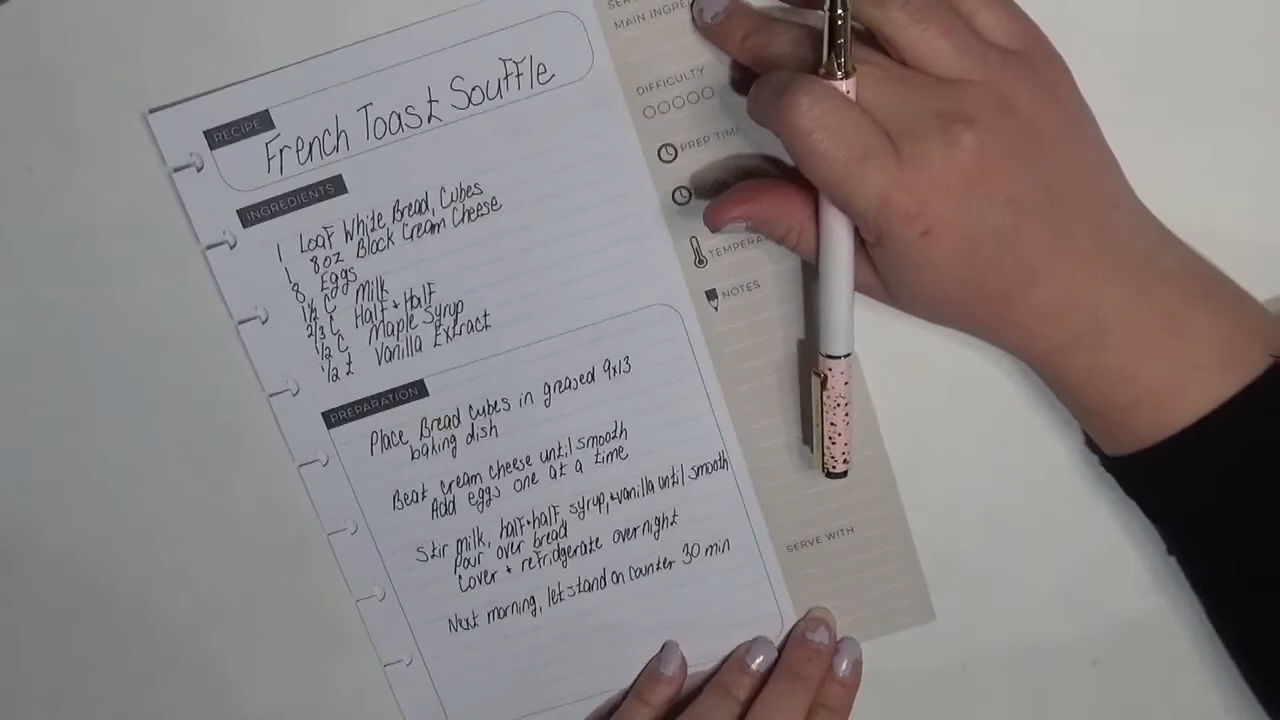 RECIPE
French Toast Souffle
INGREDIENTS
1 Loaf White Bread, Cubes
1 8oz Block Cream Cheese
8 Eggs
1½ C Milk
2/3 C Half + Half
½ C Maple Syrup
½ t Vanilla Extract
PREPARATION
Place Bread Cubes in greased 9x13
baking dish
Beat cream cheese until smooth
Add eggs one at a time
Stir milk, half+half, syrup, +vanilla until smooth
Pour over bread
Cover + refridgerate overnight
Next morning, let stand on counter 30 min
MAIN
DIFFICULTY
PREP TIME
NOTES
SERVE WITH